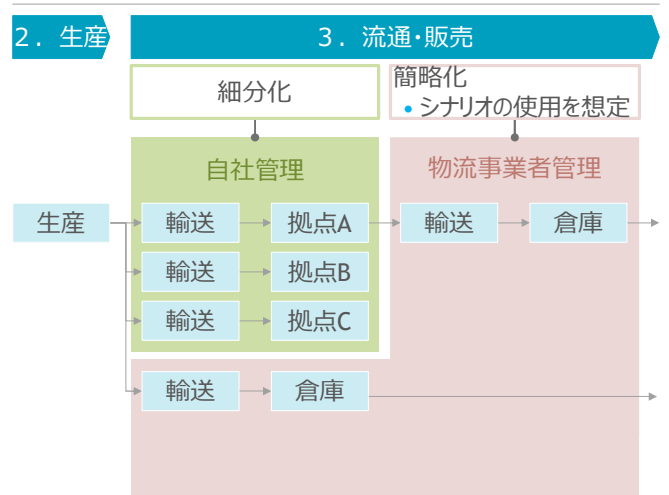 2. 生産
3. 流通・販売
細分化
簡略化
• シナリオの使用を想定
自社管理
物流事業者管理
生産
輸送
拠点A
輸送
倉庫
輸送
拠点B
輸送
拠点C
輸送
倉庫